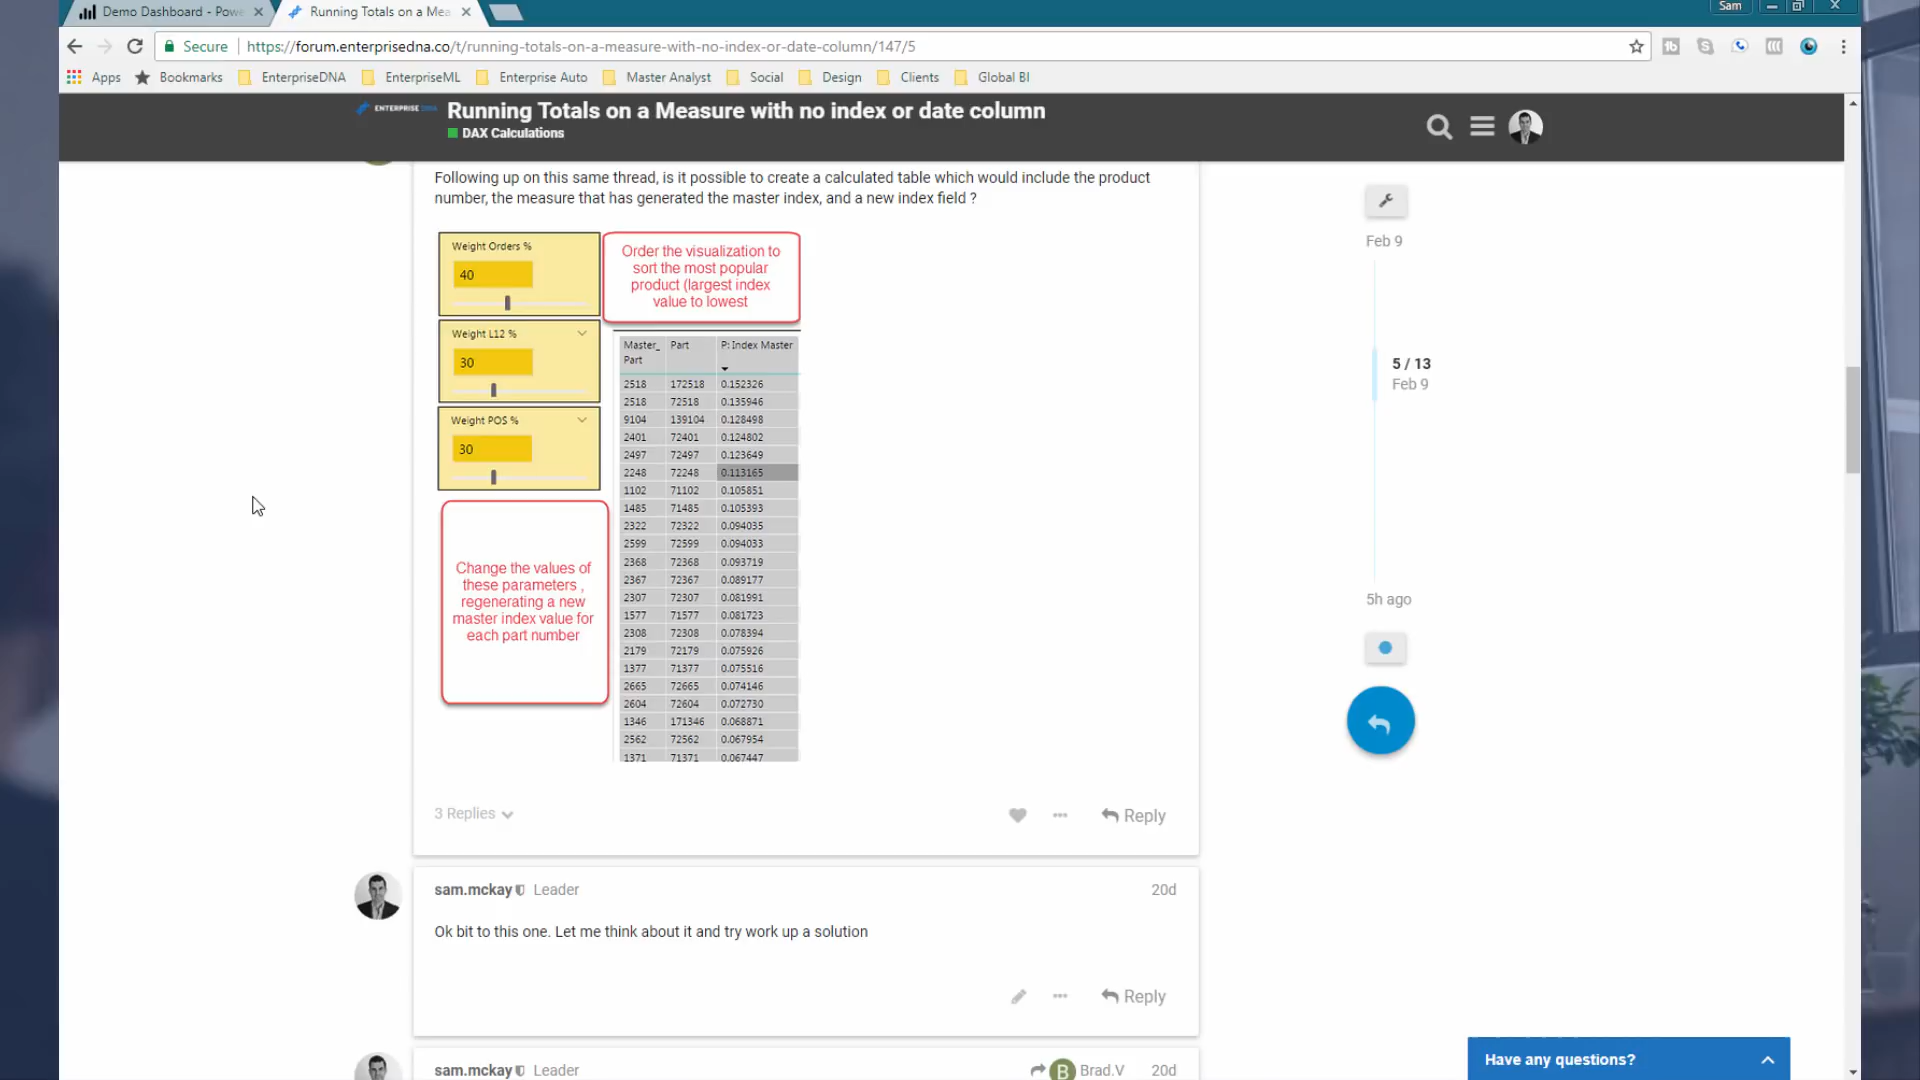 Demo Dashboard - Powe
Running Totals on a Mea
Sam
Secure
https://forum.enterprisedna.co/t/running-totals-on-a-measure-with-no-index-or-date-column/147/5
Apps
Bookmarks
EnterpriseDNA
EnterpriseML
Enterprise Auto
Master Analyst
Social
Design
Clients
Global BI
ENTERPRISE DNA
Running Totals on a Measure with no index or date column
DAX Calculations
Following up on this same thread, is it possible to create a calculated table which would include the product
number, the measure that has generated the master index, and a new index field ?
Weight Orders %
40
Weight L12 %
30
Weight POS %
30
Order the visualization to
sort the most popular
product (largest index
value to lowest
Change the values of
these parameters ,
regenerating a new
master index value for
each part number
Master_
Part Part P: Index Master
2518 172518 0.152326
2518 72518 0.135946
9104 139104 0.128498
2401 72401 0.124802
2497 72497 0.123649
2248 72248 0.113165
1102 71102 0.105851
1485 71485 0.105393
2322 72322 0.094035
2599 72599 0.094033
2368 72368 0.093719
2367 72367 0.089177
2307 72307 0.081991
1577 71577 0.081723
2308 72308 0.078394
2179 72179 0.075926
1377 71377 0.075516
2665 72665 0.074146
2604 72604 0.072730
1346 171346 0.068871
2562 72562 0.067954
1371 71371 0.067447
3 Replies
Reply
Feb 9
5 / 13
Feb 9
5h ago
sam.mckay Leader 20d
Ok bit to this one. Let me think about it and try work up a solution
Reply
sam.mckay Leader
B Brad.V 20d
Have any questions?